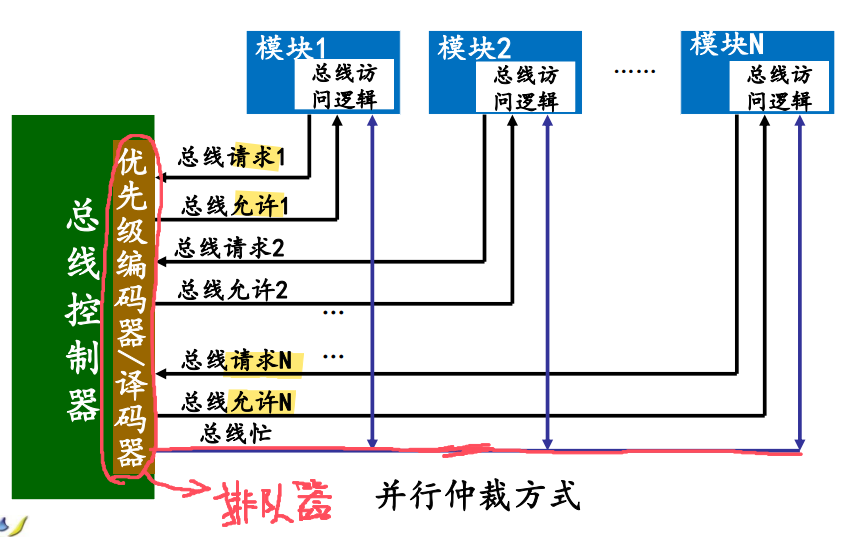 模块1
总线访
问逻辑
模块2
总线访
问逻辑
……
模块N
总线访
问逻辑
总线控制器
优先级编码器/译码器
总线请求1
总线允许1
总线请求2
总线允许2
…
…
总线请求N
总线允许N
总线忙
排队器
并行仲裁方式